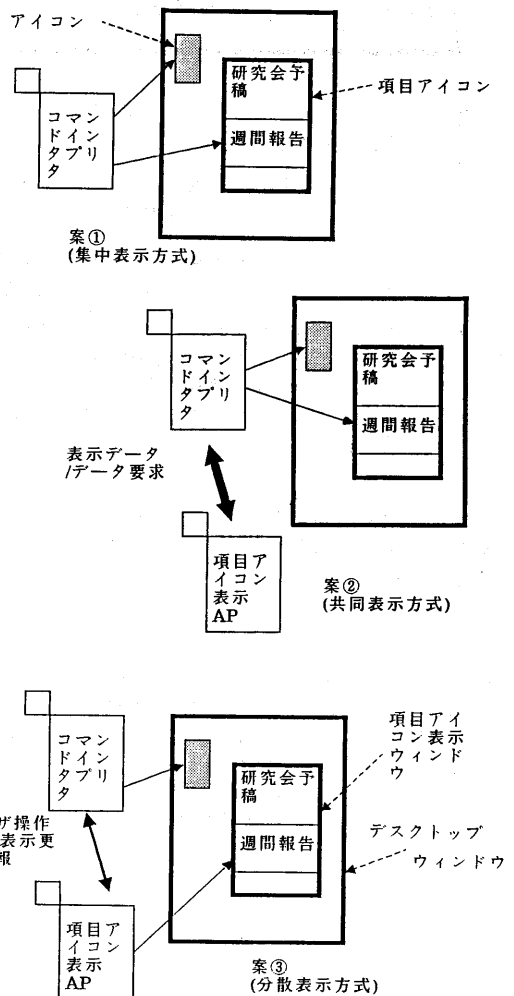 アイコン
研究会予
稿
項目アイコン
コマン
ドイン
タプリ
タ
週間報告
案①
(集中表示方式)
コマン
ドイン
タプリ
タ
研究会予
稿
週間報告
表示データ
/データ要求
項目ア
イコン
表示
AP
案②
(共同表示方式)
コマン
ドイン
タプリ
タ
項目アイ
コン表示
ウィンド
ウ
研究会予
稿
週間報告
デスクトップ
ウィンドウ
ザ操作
表示更
報
項目ア
イコン
表示
AP
案③
(分散表示方式)